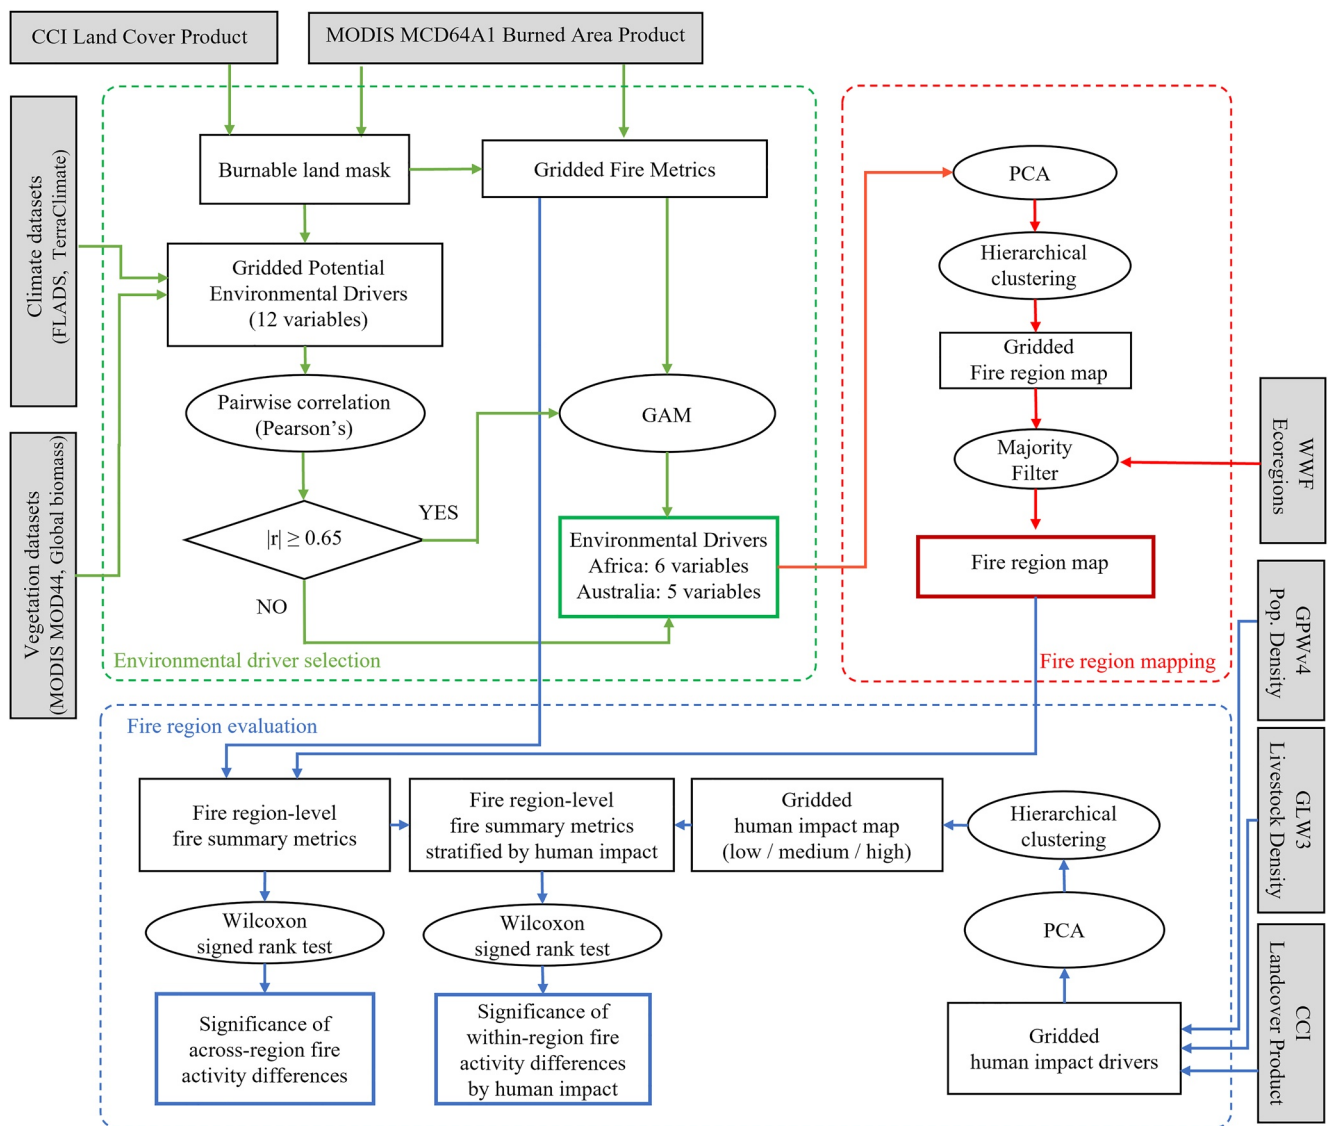 CCI Land Cover Product
MODIS MCD64A1 Burned Area Product
Climate datasets
(FLADS, TerraClimate)
Vegetation datasets
(MODIS MOD44, Global biomass)
Burnable land mask
Gridded Fire Metrics
Gridded Potential
Environmental Drivers
(12 variables)
Pairwise correlation
(Pearson's)
GAM
|r| ≥ 0.65
YES
NO
Environmental Drivers
Africa: 6 variables
Australia: 5 variables
Environmental driver selection
PCA
Hierarchical
clustering
Gridded
Fire region map
Majority
Filter
Fire region map
Fire region mapping
WWF
Ecoregions
GPWv4
Pop. Density
GLW3
Livestock Density
CCI
Landcover Product
Fire region evaluation
Fire region-level
fire summary metrics
Fire region-level
fire summary metrics
stratified by human impact
Gridded
human impact map
(low / medium / high)
Hierarchical
clustering
Wilcoxon
signed rank test
Wilcoxon
signed rank test
PCA
Significance of
across-region fire
activity differences
Significance of
within-region fire
activity differences
by human impact
Gridded
human impact drivers